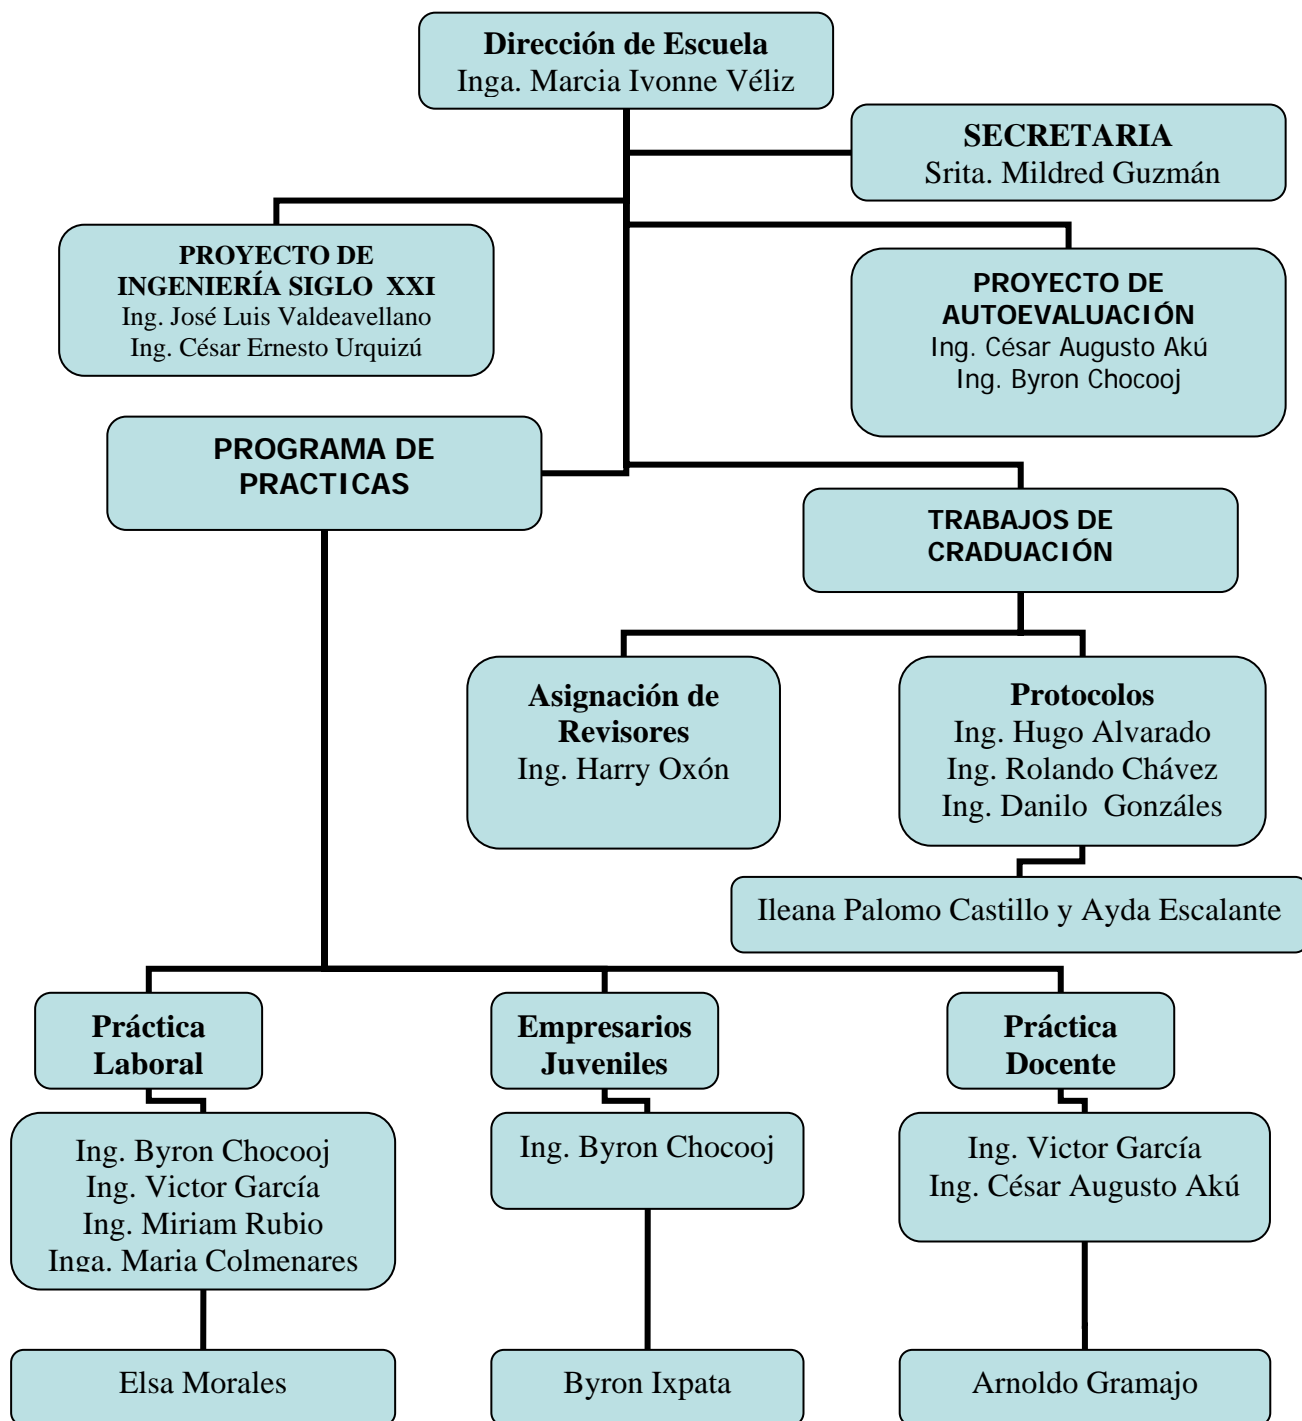 Dirección de Escuela
Inga. Marcia Ivonne Véliz
SECRETARIA
Srita. Mildred Guzmán
PROYECTO DE
INGENIERÍA SIGLO  XXI
Ing. José Luis Valdeavellano
Ing. César Ernesto Urquizú
PROYECTO DE
AUTOEVALUACIÓN
Ing. César Augusto Akú
Ing. Byron Chocooj
PROGRAMA DE
PRACTICAS
TRABAJOS DE
CRADUACIÓN
Asignación de
Revisores
Ing. Harry Oxón
Protocolos
Ing. Hugo Alvarado
Ing. Rolando Chávez
Ing. Danilo  Gonzáles
Ileana Palomo Castillo y Ayda Escalante
Práctica
Laboral
Empresarios
Juveniles
Práctica
Docente
Ing. Byron Chocooj
Ing. Victor García
Ing. Miriam Rubio
Inga. Maria Colmenares
Ing. Byron Chocooj
Ing. Victor García
Ing. César Augusto Akú
Elsa Morales
Byron Ixpata
Arnoldo Gramajo